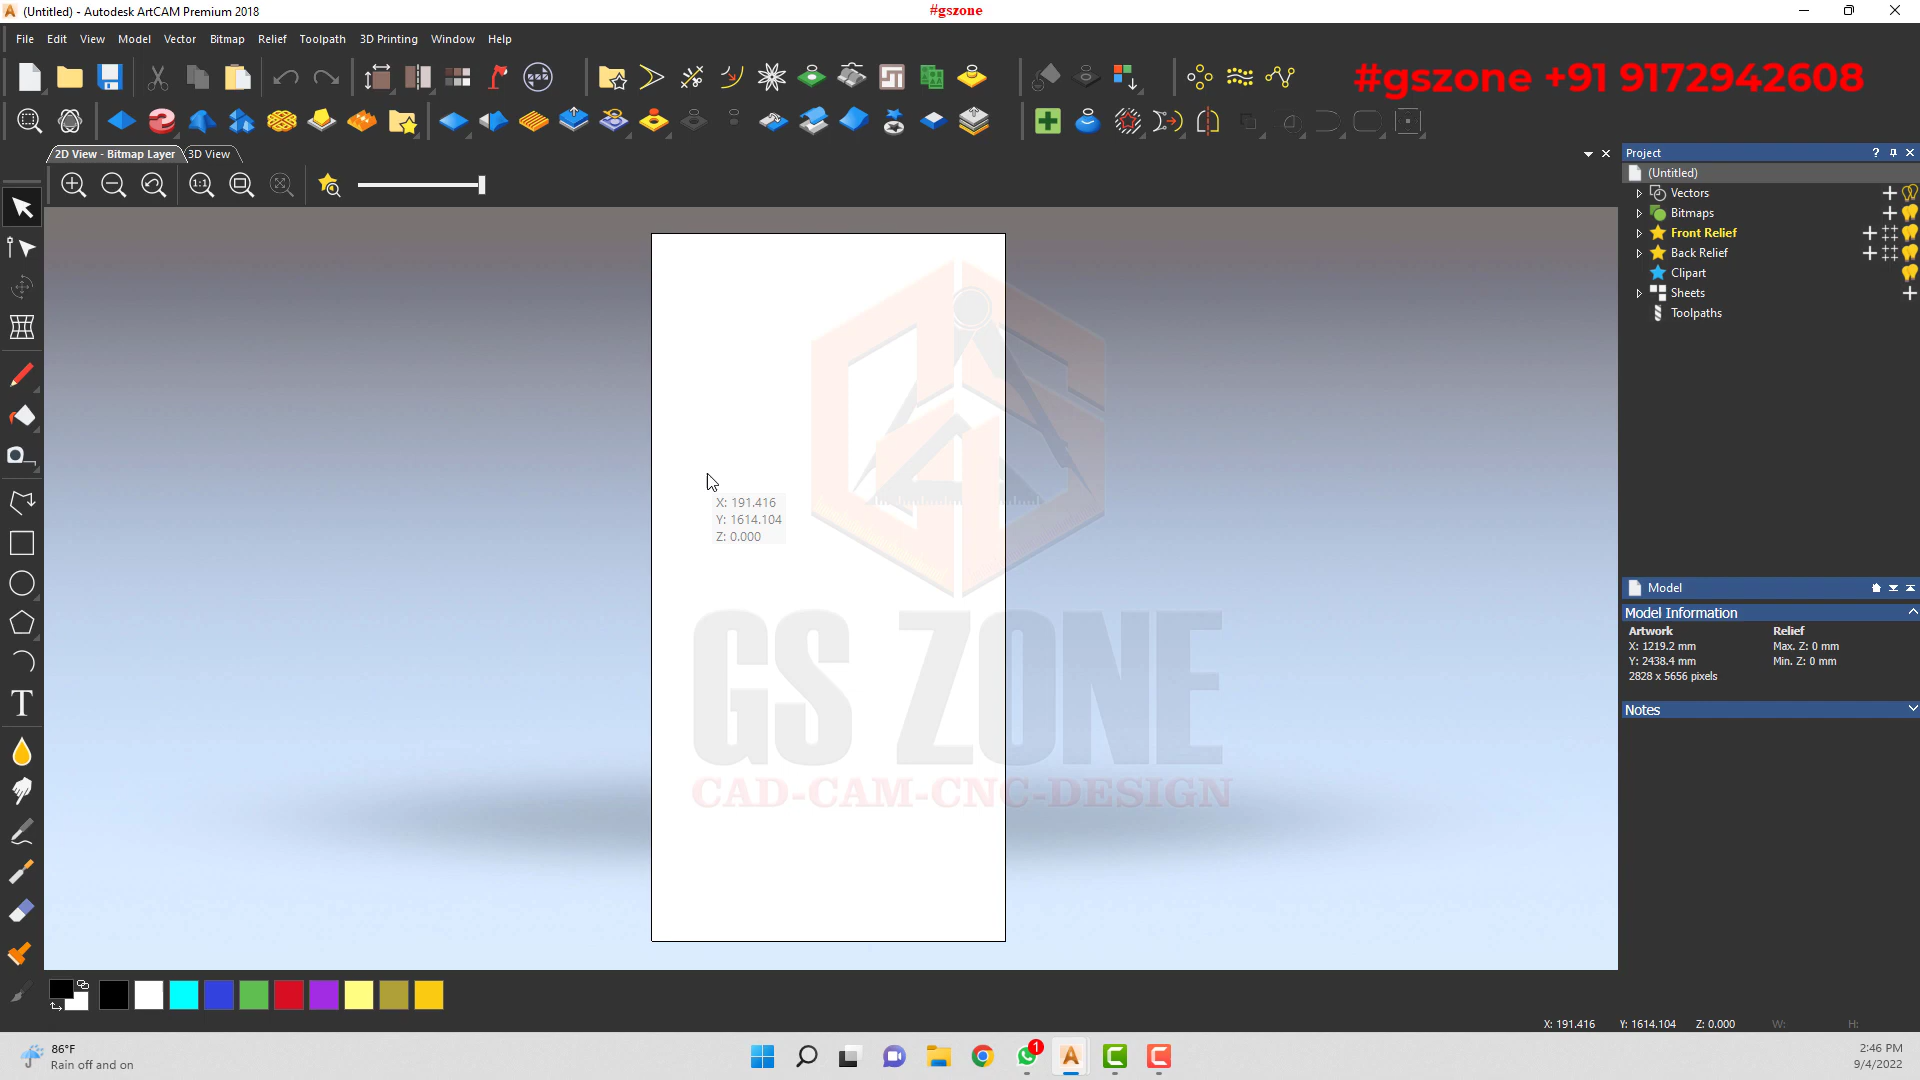 (Untitled) - Autodesk ArtCAM Premium 2018
#gszone
File Edit View Model Vector Bitmap Relief Toolpath 3D Printing Window Help
#gszone +91 9172942608
2D View - Bitmap Layer
3D View
1:1
Project
(Untitled)
Vectors
Bitmaps
Front Relief
Back Relief
Clipart
Sheets
Toolpaths
X: 191.416
Y: 1614.104
Z: 0.000
GS ZONE
CAD-CAM-CNC-DESIGN
Model
Model Information
Artwork Relief
X: 1219.2 mm Max. Z: 0 mm
Y: 2438.4 mm Min. Z: 0 mm
2828 x 5656 pixels
Notes
X: 191.416 Y: 1614.104 Z: 0.000 W: H:
86°F
Rain off and on
1
2:46 PM
9/4/2022